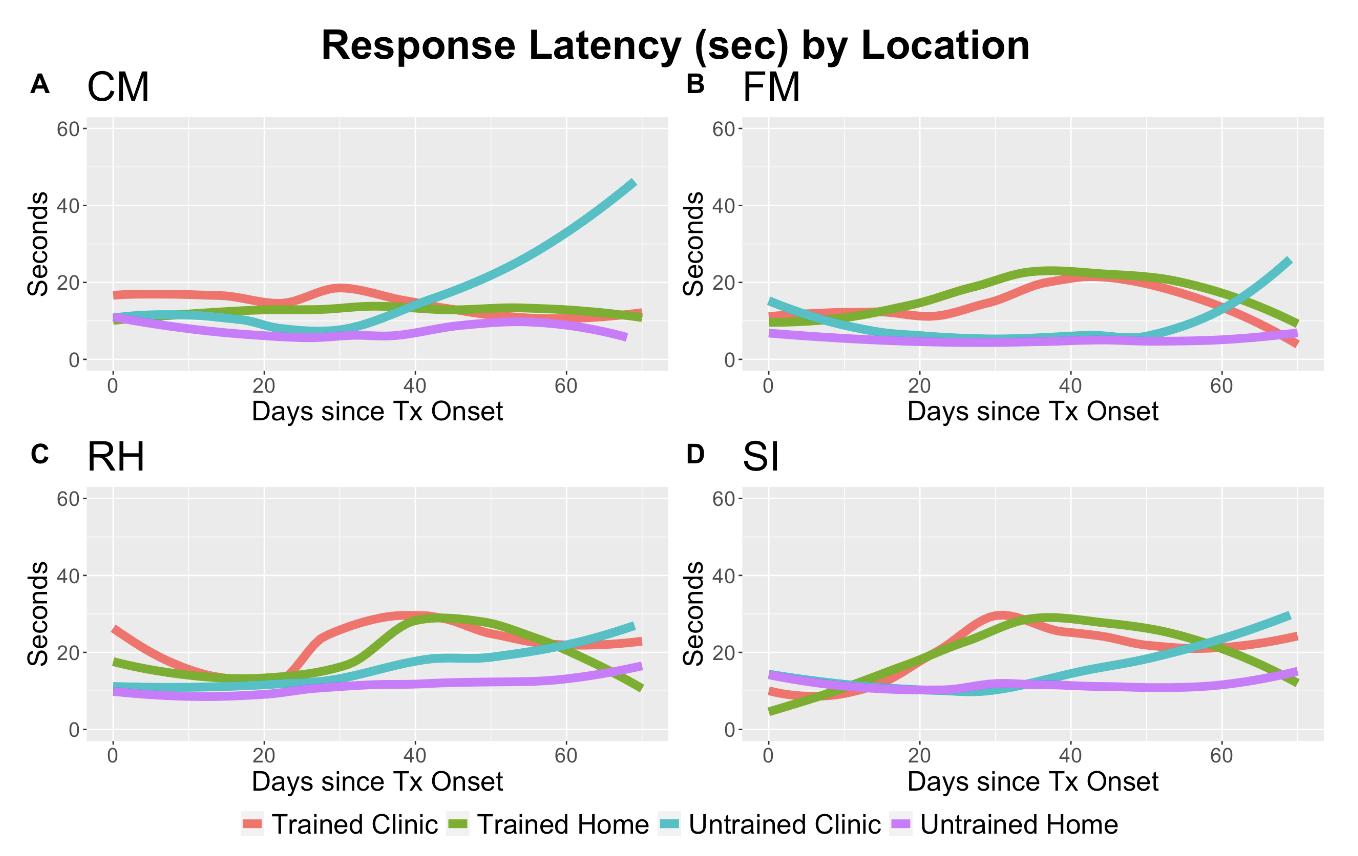 Response Latency (sec) by Location
A CM
B FM
60
40
20
0
Seconds
0 20 40 60
Days since Tx Onset
60
40
20
0
Seconds
0 20 40 60
Days since Tx Onset
C RH
D SI
60
40
20
0
Seconds
0 20 40 60
Days since Tx Onset
60
40
20
0
Seconds
0 20 40 60
Days since Tx Onset
Trained Clinic Trained Home Untrained Clinic Untrained Home